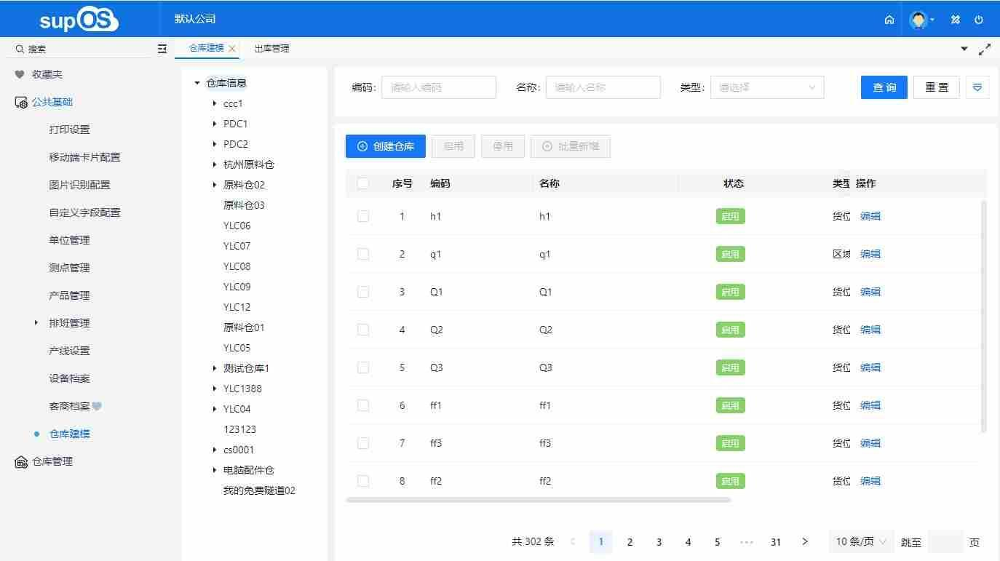 supOS 默认公司
搜索
仓库建模 出库管理
收藏夹
公共基础
打印设置
移动端卡片配置
图片识别配置
自定义字段配置
单位管理
测点管理
产品管理
排班管理
产线设置
设备档案
客商档案
仓库建模
仓库管理
仓库信息
ccc1
PDC1
PDC2
杭州原料仓
原料仓02
原料仓03
YLC06
YLC07
YLC08
YLC09
YLC12
原料仓01
YLC05
测试仓库1
YLC1388
YLC04
123123
cs0001
电脑配件仓
我的免费隧道02
编码: 请输入编码 名称: 请输入名称 类型: 请选择 查询 重置
创建仓库 启用 停用 批量新增
序号 编码 名称 状态 类型 操作
1 h1 h1 启用 货位 编辑
2 q1 q1 启用 区域 编辑
3 Q1 Q1 启用 货位 编辑
4 Q2 Q2 启用 货位 编辑
5 Q3 Q3 启用 货位 编辑
6 ff1 ff1 启用 货位 编辑
7 ff3 ff3 启用 货位 编辑
8 ff2 ff2 启用 货位 编辑
共 302 条 1 2 3 4 5 ··· 31 10 条/页 跳至 页